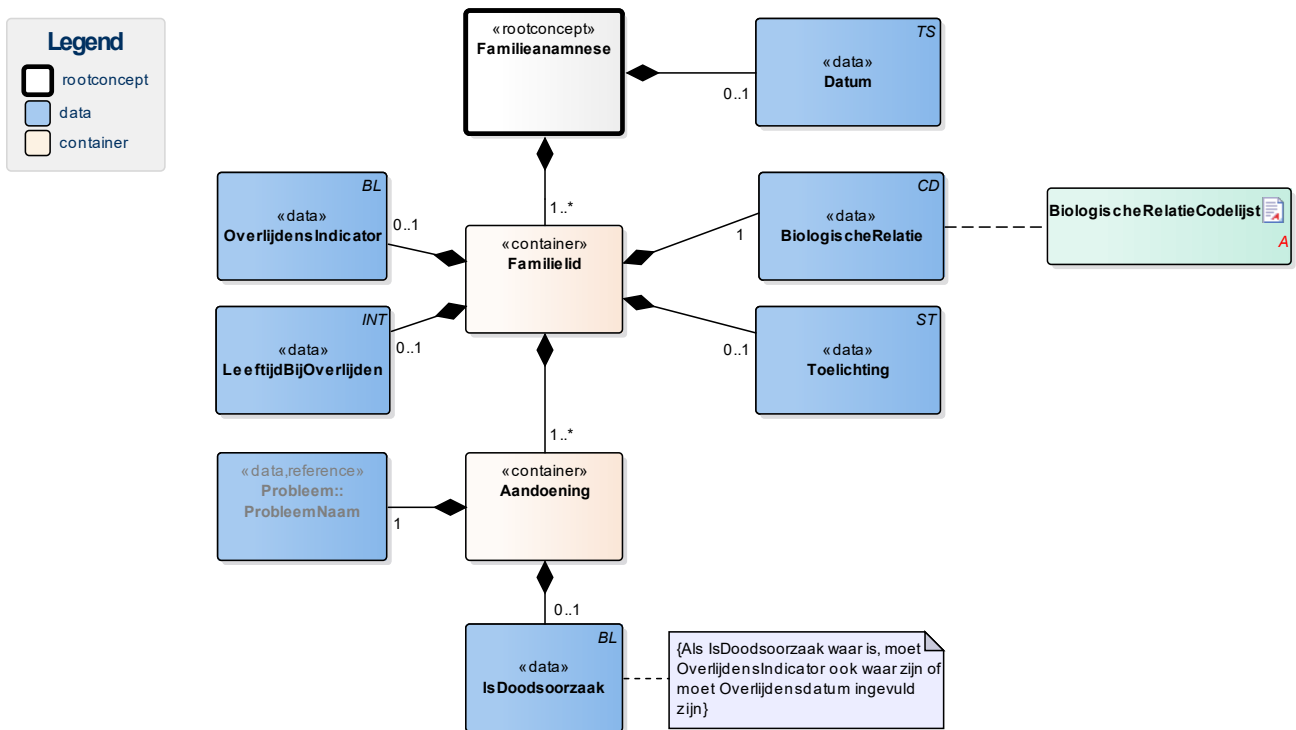 Legend
rootconcept
data
container
«rootconcept»
Familieanamnese
TS
«data»
Datum
0..1
1..*
BL
«data»
OverlijdensIndicator
0..1
«container»
Familielid
CD
«data»
BiologischeRelatie
1
BiologischeRelatieCodelijst
A
INT
«data»
LeeftijdBijOverlijden
0..1
ST
«data»
Toelichting
0..1
1..*
«data,reference»
Probleem::
ProbleemNaam
1
«container»
Aandoening
0..1
BL
«data»
IsDoodsoorzaak
{Als IsDoodsoorzaak waar is, moet
OverlijdensIndicator ook waar zijn of
moet Overlijdensdatum ingevuld
zijn}